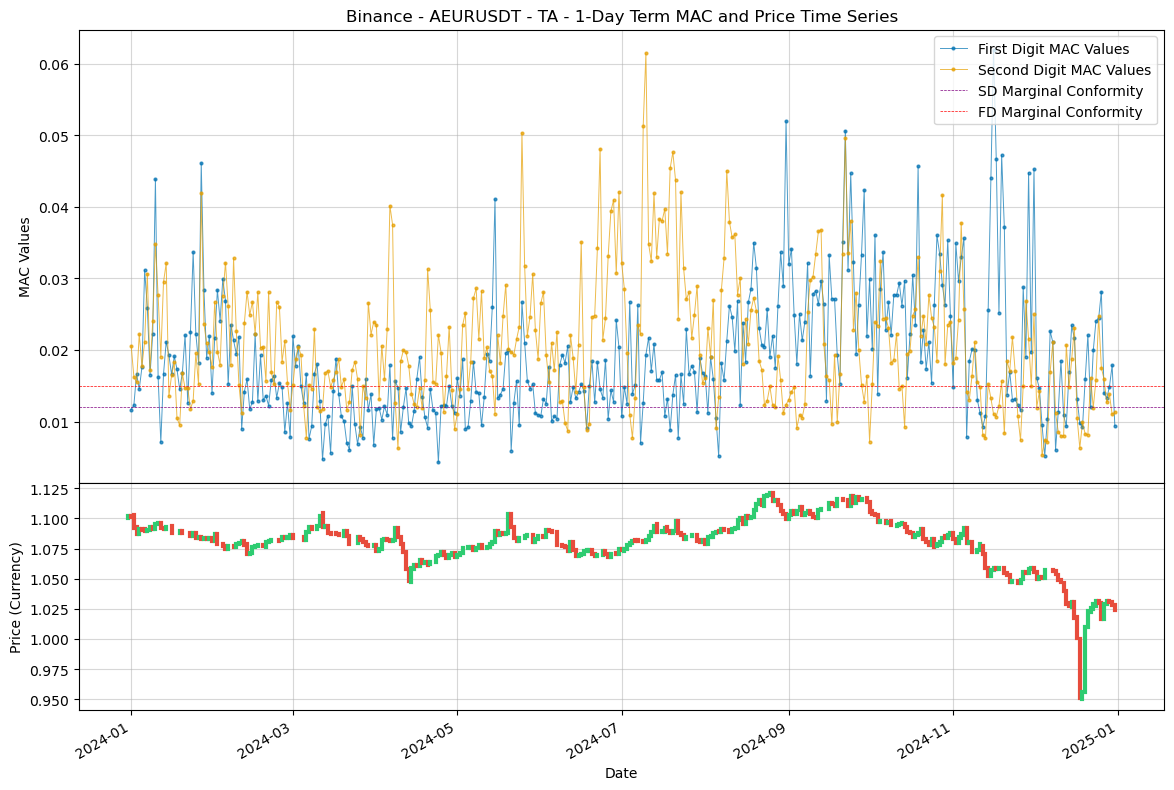 Binance - AEURUSDT - TA - 1-Day Term MAC and Price Time Series
First Digit MAC Values
Second Digit MAC Values
SD Marginal Conformity
FD Marginal Conformity
MAC Values
0.06
0.05
0.04
0.03
0.02
0.01
Price (Currency)
1.125
1.100
1.075
1.050
1.025
1.000
0.975
0.950
2024-01
2024-03
2024-05
2024-07
2024-09
2024-11
2025-01
Date